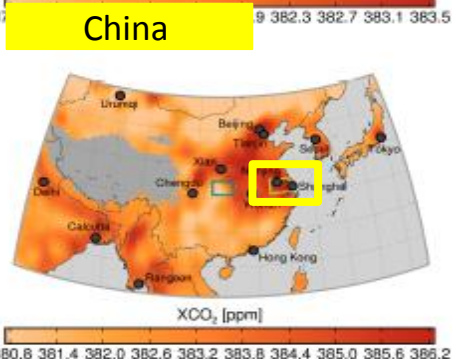 382.3 382.7 383.1 383.5
China
Urumqi
Beijing
Tianjin
Seoul
Tokyo
Xian
Delhi
Chengdu
Shanghai
Calcutta
Hong Kong
Rangoon
XCO₂ [ppm]
380.8 381.4 382.0 382.6 383.2 383.8 384.4 385.0 385.6 386.2